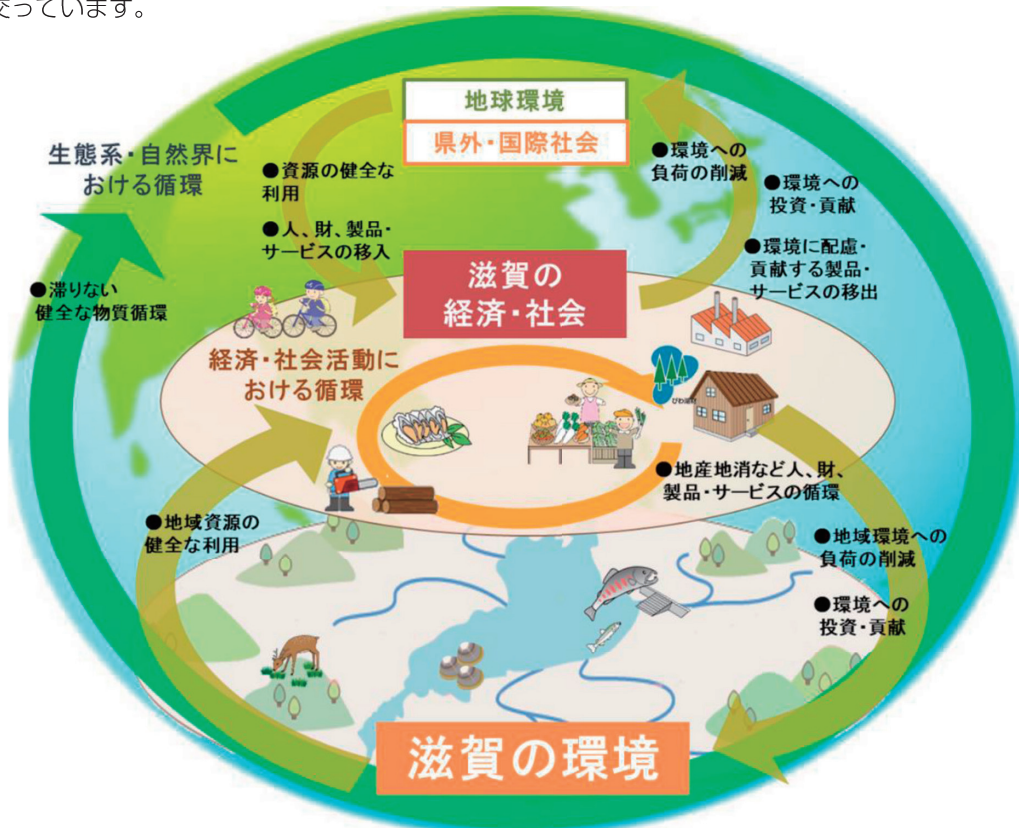 交っています。
地球環境
県外・国際社会
生態系・自然界に
おける循環
●資源の健全な
利用
●人、財、製品・
サービスの移入
●環境への
負荷の削減
●環境への
投資・貢献
●環境に配慮・
貢献する製品・
サービスの移出
●滞りない
健全な物質循環
滋賀の
経済・社会
経済・社会活動に
おける循環
●地産地消など人、財、
製品・サービスの循環
●地域資源の
健全な利用
●地域環境への
負荷の削減
●環境への
投資・貢献
滋賀の環境